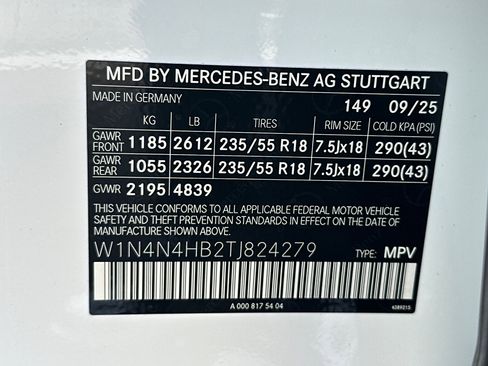 MFD BY MERCEDES-BENZ AG STUTTGART
MADE IN GERMANY 149 09/25
KG LB TIRES RIM SIZE COLD KPA (PSI)
GAWR FRONT 1185 2612 235/55 R18 7.5Jx18 290(43)
GAWR REAR 1055 2326 235/55 R18 7.5Jx18 290(43)
GVWR 2195 4839
THIS VEHICLE CONFORMS TO ALL APPLICABLE FEDERAL MOTOR VEHICLE
SAFETY AND THEFT PREVENTION STANDARDS IN EFFECT ON THE DATE OF
MANUFACTURE SHOWN ABOVE.
W1N4N4HB2TJ824279 TYPE: MPV
A 000 817 54 04